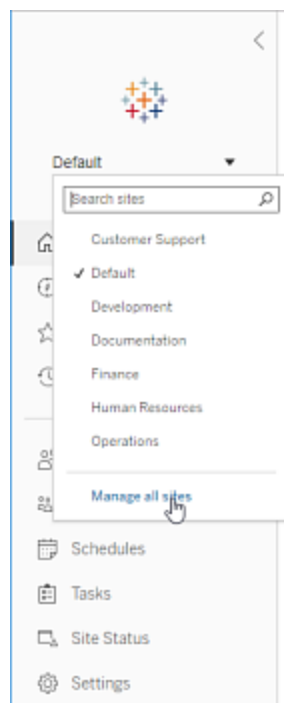 Default
Search sites
Customer Support
Default
Development
Documentation
Finance
Human Resources
Operations
Manage all sites
Schedules
Tasks
Site Status
Settings